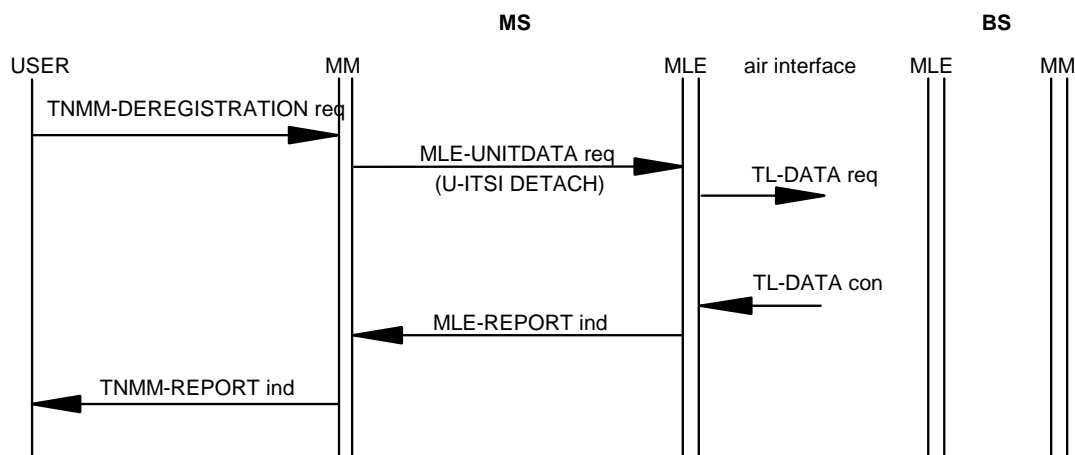 MS BS
USER MM MLE air interface MLE MM
TNMM-DEREGISTRATION req
MLE-UNITDATA req
(U-ITSI DETACH)
TL-DATA req
TL-DATA con
MLE-REPORT ind
TNMM-REPORT ind